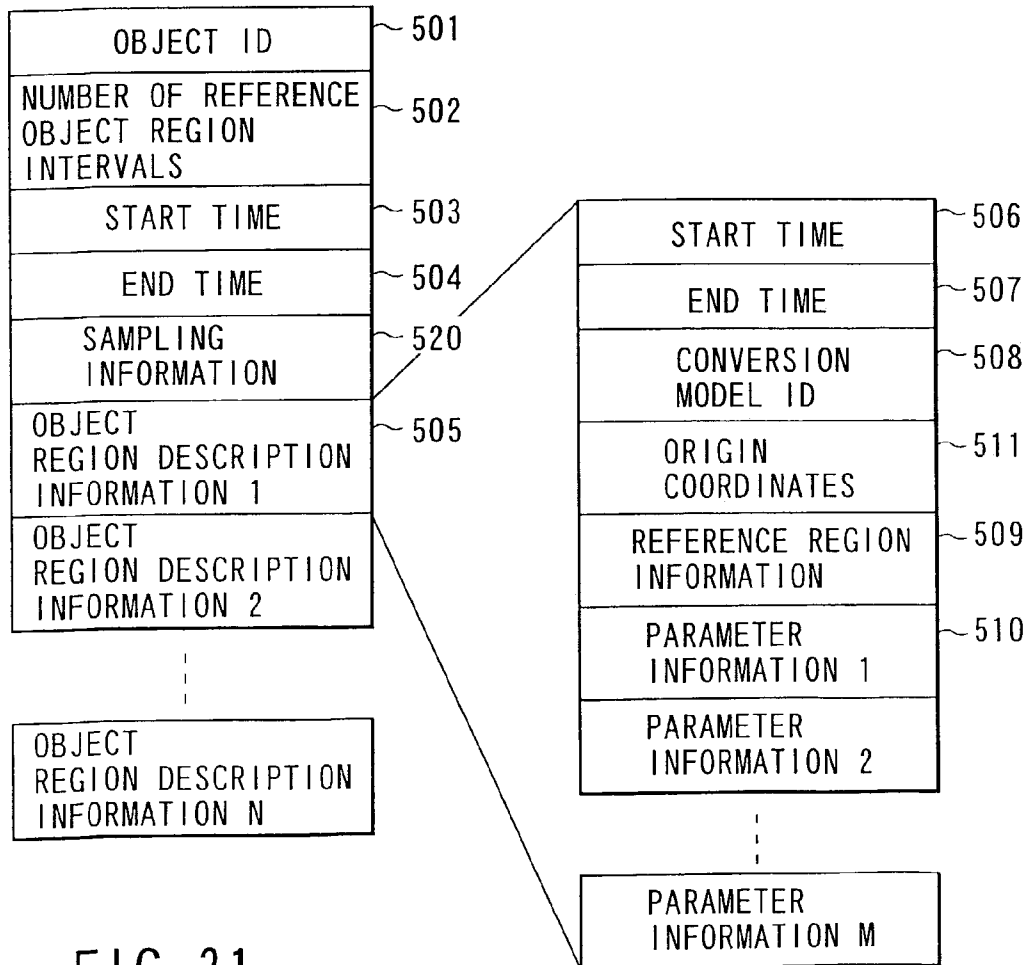 OBJECT ID
501
NUMBER OF REFERENCE
OBJECT REGION
INTERVALS
502
START TIME
503
END TIME
504
SAMPLING
INFORMATION
520
OBJECT
REGION DESCRIPTION
INFORMATION 1
505
OBJECT
REGION DESCRIPTION
INFORMATION 2
OBJECT
REGION DESCRIPTION
INFORMATION N
START TIME
506
END TIME
507
CONVERSION
MODEL ID
508
ORIGIN
COORDINATES
511
REFERENCE REGION
INFORMATION
509
PARAMETER
INFORMATION 1
510
PARAMETER
INFORMATION 2
PARAMETER
INFORMATION M
FIG. 21